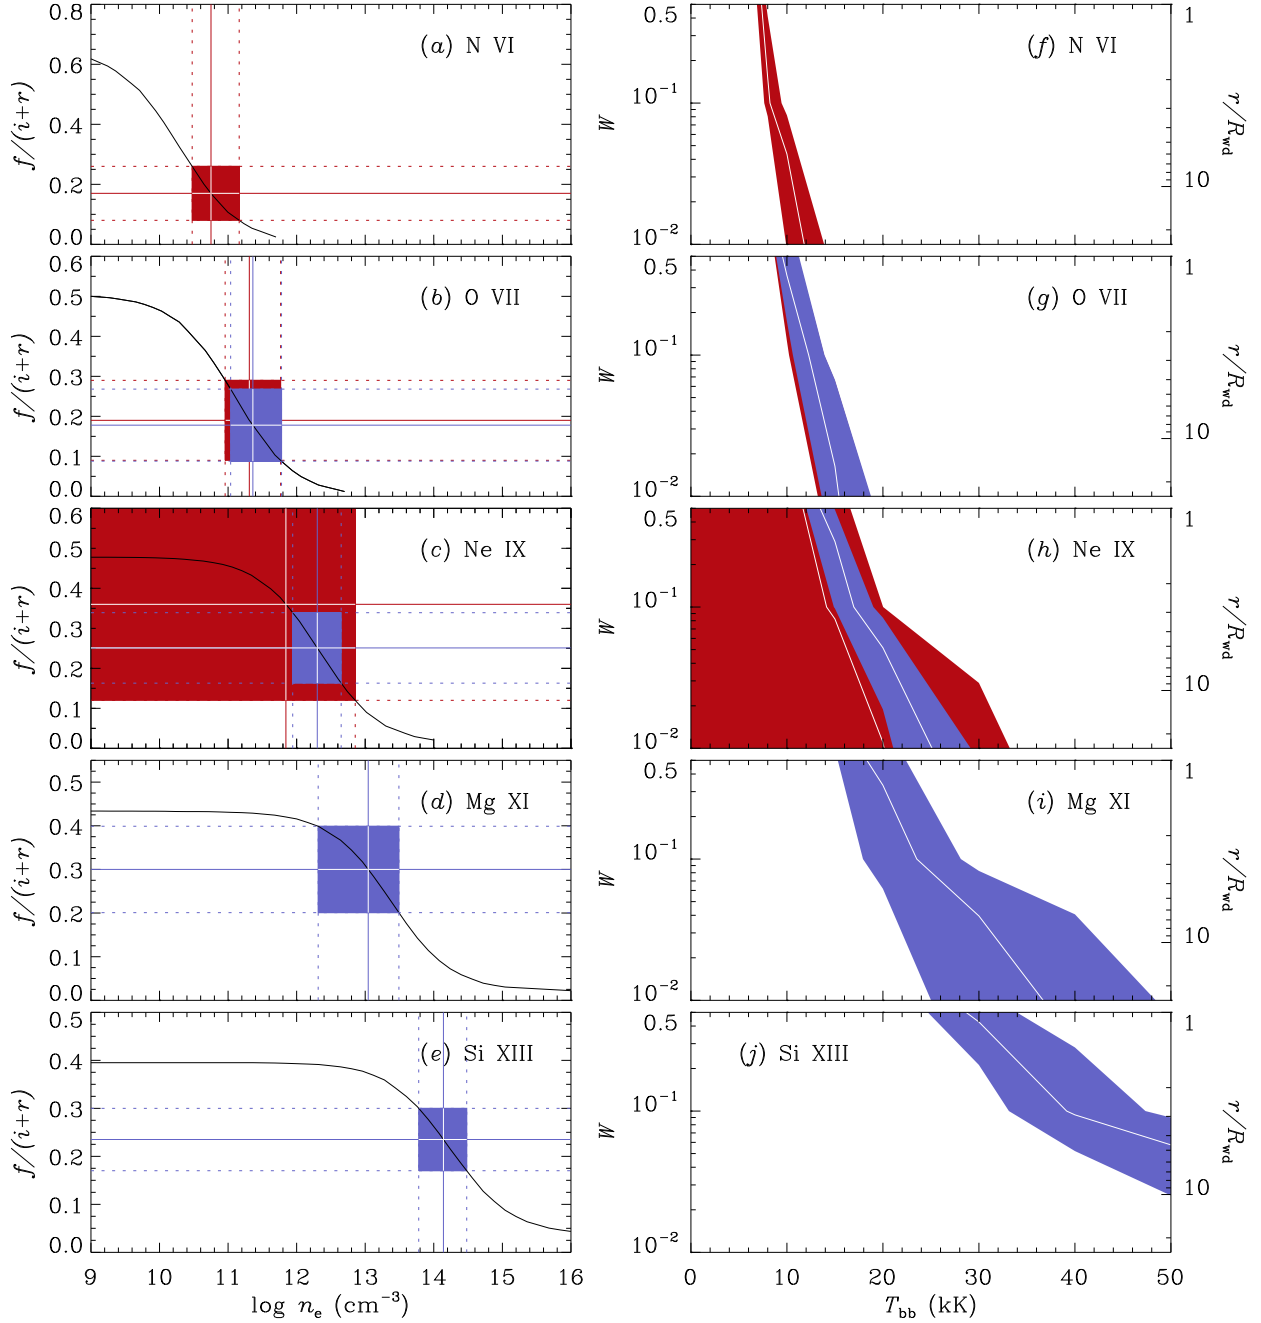 (a) N VI
f/(i+r)
0.8
0.6
0.4
0.2
0.0
(f) N VI
W
0.5
10⁻¹
10⁻²
1
10
r/R_wd
(b) O VII
f/(i+r)
0.6
0.5
0.4
0.3
0.2
0.1
0.0
(g) O VII
W
0.5
10⁻¹
10⁻²
1
10
r/R_wd
(c) Ne IX
f/(i+r)
0.6
0.5
0.4
0.3
0.2
0.1
0.0
(h) Ne IX
W
0.5
10⁻¹
10⁻²
1
10
r/R_wd
(d) Mg XI
f/(i+r)
0.5
0.4
0.3
0.2
0.1
0.0
(i) Mg XI
W
0.5
10⁻¹
10⁻²
1
10
r/R_wd
(e) Si XIII
f/(i+r)
0.5
0.4
0.3
0.2
0.1
0.0
9 10 11 12 13 14 15 16
log n_e (cm⁻³)
(j) Si XIII
W
0.5
10⁻¹
10⁻²
1
10
r/R_wd
0 10 20 30 40 50
T_bb (kK)